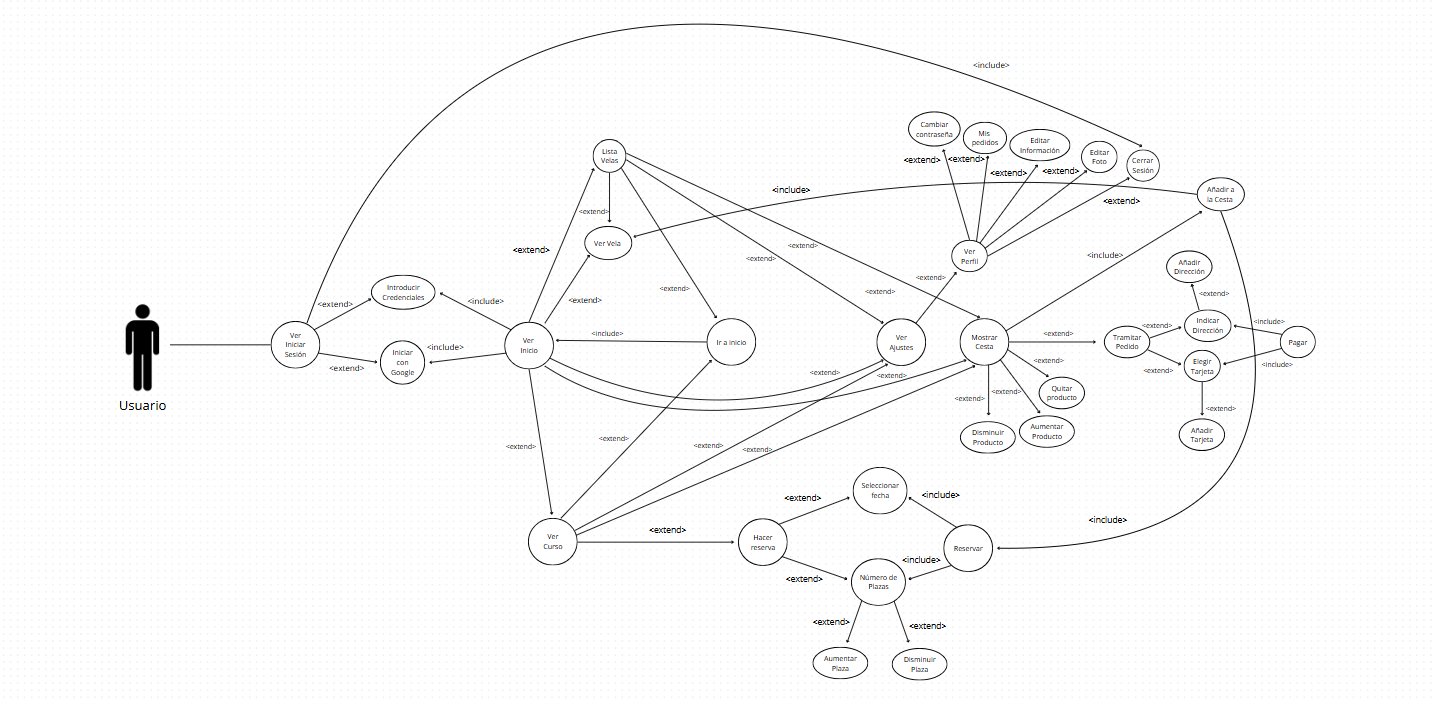 <include>
Cambiar
contraseña
Mis
pedidos
Editar
Información
Editar
Foto
Cerrar
Sesión
Lista
Velas
<extend>
<extend>
<extend>
<extend>
<include>
Añadir a
la Cesta
<extend>
<extend>
Ver Vela
<extend>
<extend>
<extend>
Ver
Perfil
<include>
Añadir
Dirección
<extend>
<extend>
<extend>
<extend>
Introducir
Credenciales
<extend>
<include>
<extend>
Ver
Iniciar
Sesión
Iniciar
con
Google
<include>
<extend>
Ver
Inicio
<include>
Ir a inicio
Ver
Ajustes
Mostrar
Cesta
<extend>
Tramitar
Pedido
<extend>
Indicar
Dirección
<include>
Pagar
Elegir
Tarjeta
<include>
<extend>
<extend>
<extend>
<extend>
Quitar
producto
<extend>
<extend>
<extend>
Añadir
Tarjeta
Disminuir
Producto
Aumentar
Producto
Usuario
<extend>
<extend>
<extend>
<extend>
Seleccionar
fecha
<extend>
<include>
<include>
Ver
Curso
<extend>
Hacer
reserva
Reservar
<include>
<extend>
Número de
Plazas
<extend>
<extend>
Aumentar
Plaza
Disminuir
Plaza